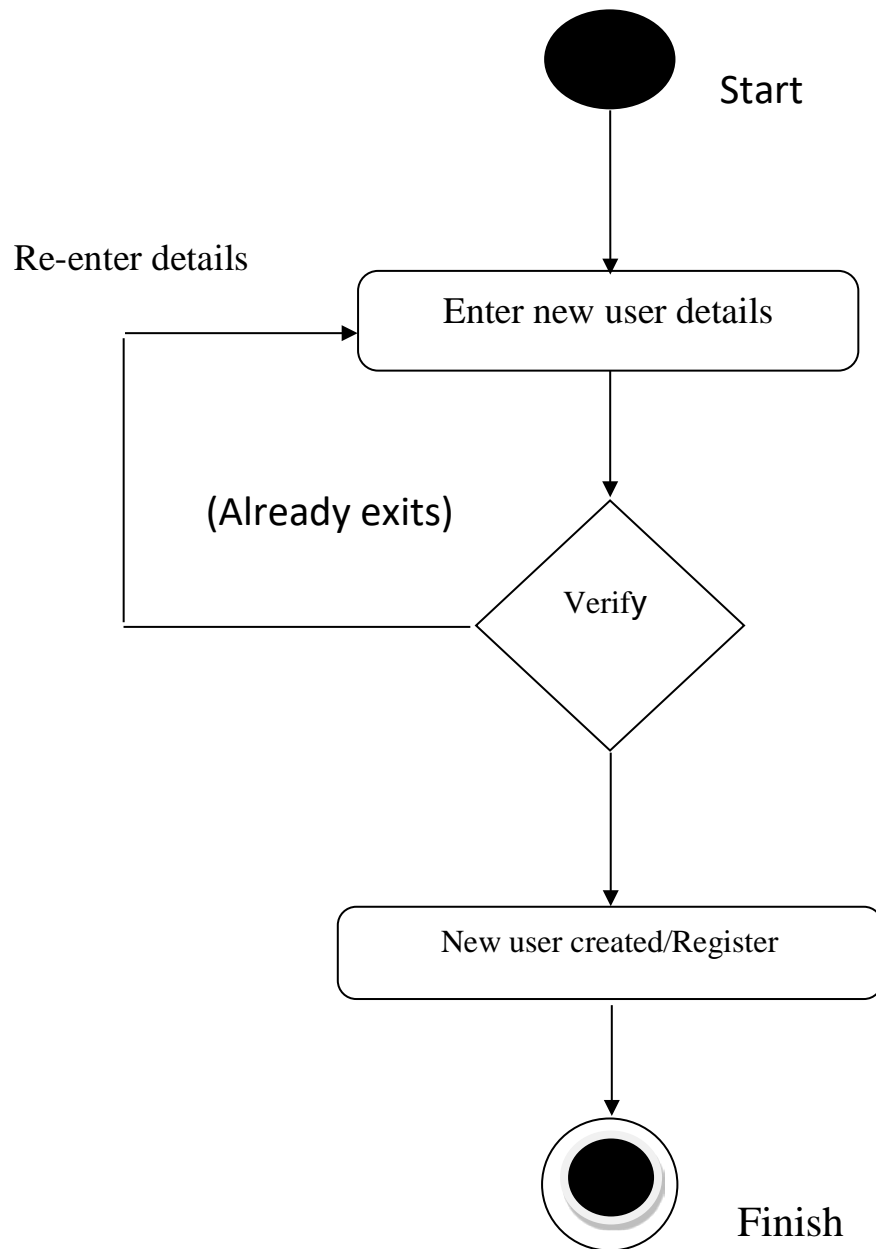 Start
Re-enter details
Enter new user details
(Already exits)
Verify
New user created/Register
Finish